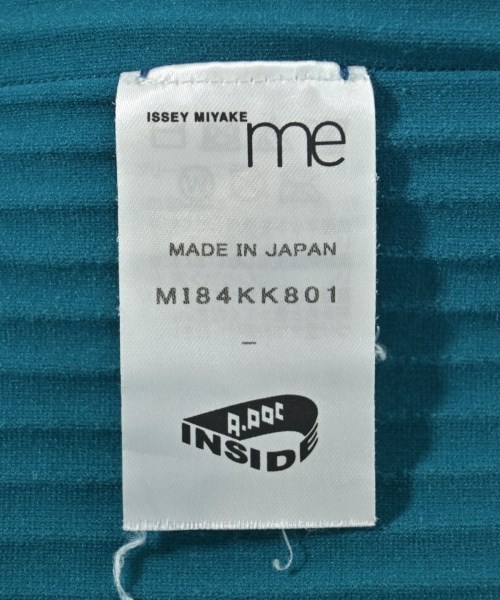 ISSEY MIYAKE me
MADE IN JAPAN
MI84KK801
–
A.POC
INSIDE